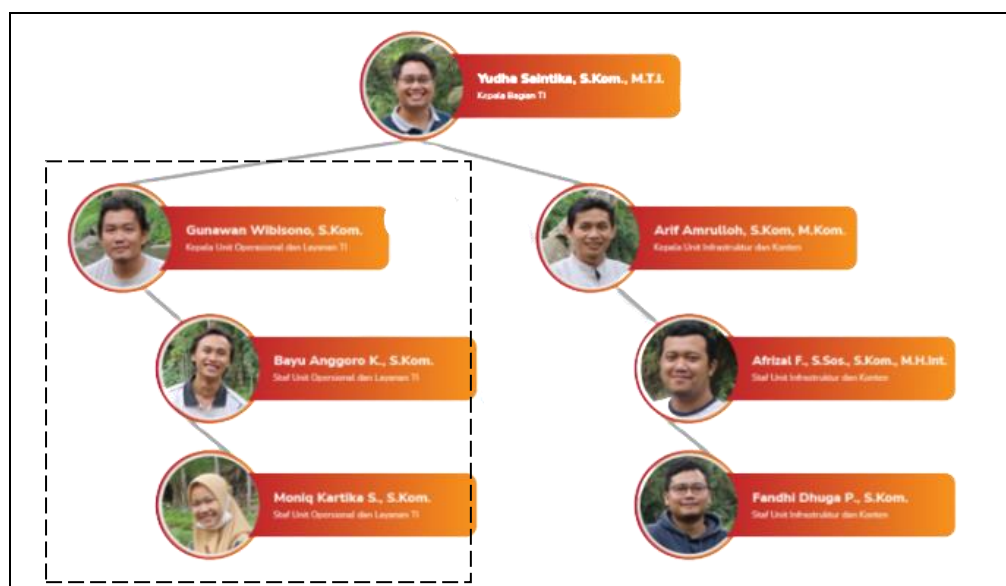 Yudha Saintika, S.Kom., M.T.I.
Kepala Bagian TI
Gunawan Wibisono, S.Kom.
Kepala Unit Operasional dan Layanan TI
Arif Amrulloh, S.Kom, M.Kom.
Kepala Unit Infrastruktur dan Konten
Bayu Anggoro K., S.Kom.
Staf Unit Operasional dan Layanan TI
Afrizal F., S.Sos., S.Kom., M.H.Int.
Staf Unit Infrastruktur dan Konten
Moniq Kartika S., S.Kom.
Staf Unit Operasional dan Layanan TI
Fandhi Dhuga P., S.Kom.
Staf Unit Infrastruktur dan Konten